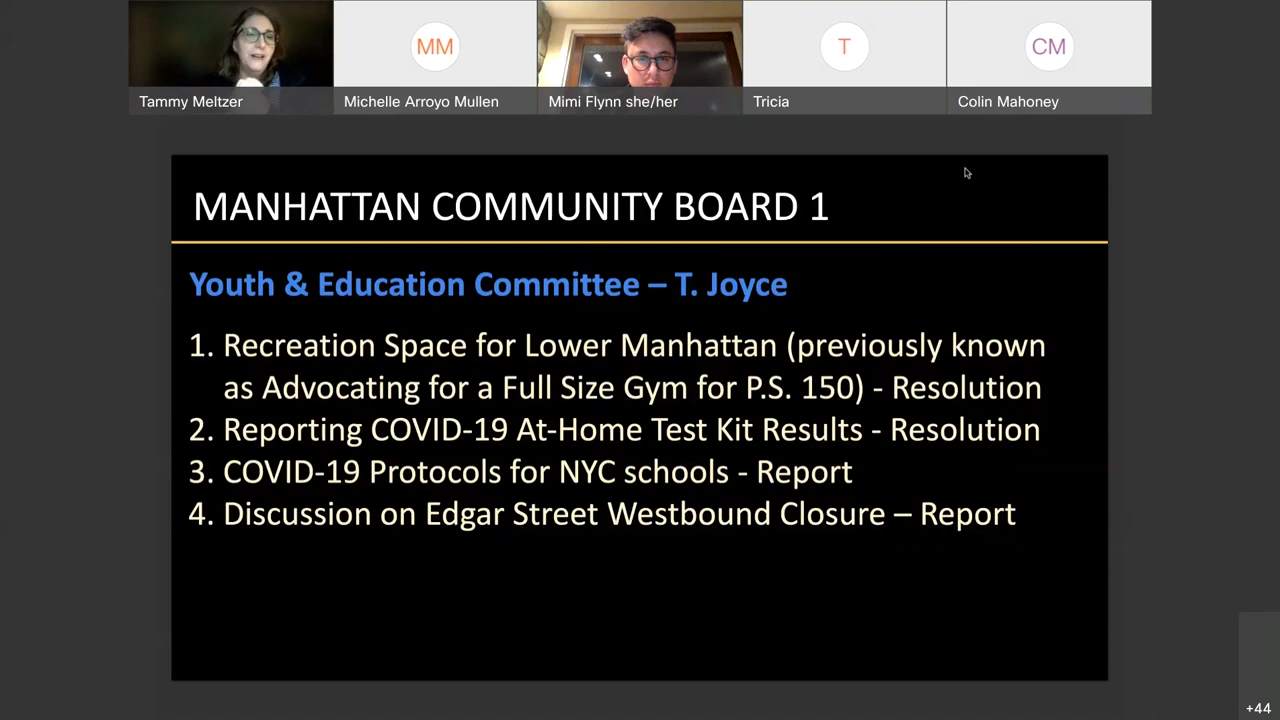 MM
T
CM
Tammy Meltzer
Michelle Arroyo Mullen
Mimi Flynn she/her
Tricia
Colin Mahoney
MANHATTAN COMMUNITY BOARD 1
Youth & Education Committee – T. Joyce
1. Recreation Space for Lower Manhattan (previously known
as Advocating for a Full Size Gym for P.S. 150) - Resolution
2. Reporting COVID-19 At-Home Test Kit Results - Resolution
3. COVID-19 Protocols for NYC schools - Report
4. Discussion on Edgar Street Westbound Closure – Report
+44